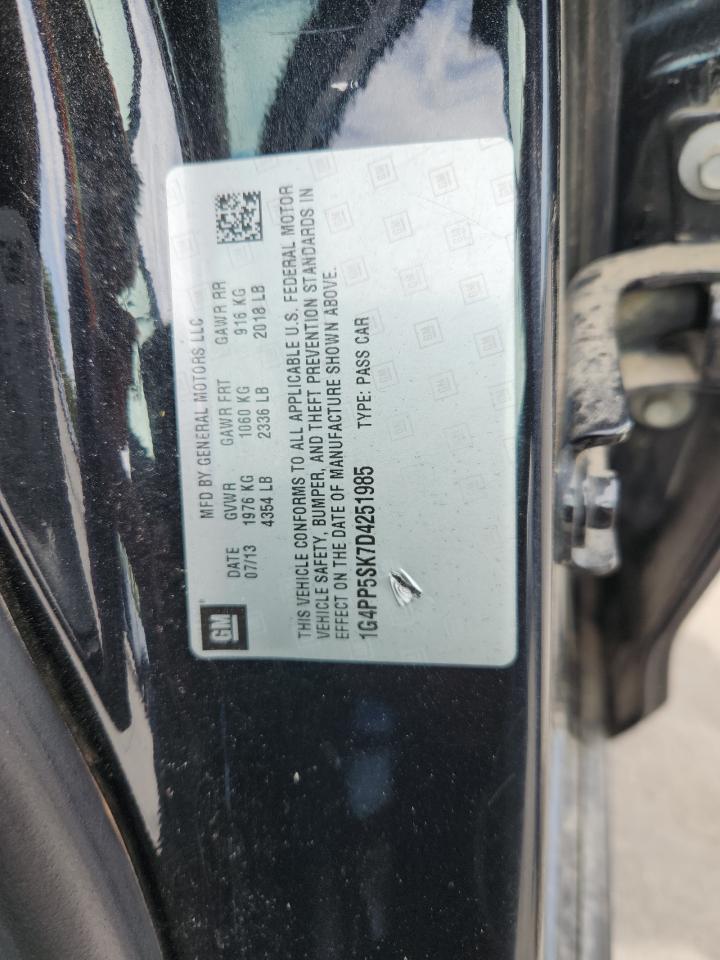 GM
MFD BY GENERAL MOTORS LLC
DATE GVWR GAWR FRT GAWR RR
07/13 1976 KG 1060 KG 916 KG
4354 LB 2336 LB 2018 LB
THIS VEHICLE CONFORMS TO ALL APPLICABLE U.S. FEDERAL MOTOR
VEHICLE SAFETY, BUMPER, AND THEFT PREVENTION STANDARDS IN
EFFECT ON THE DATE OF MANUFACTURE SHOWN ABOVE.
1G4PP5SK7D4251985 TYPE: PASS CAR